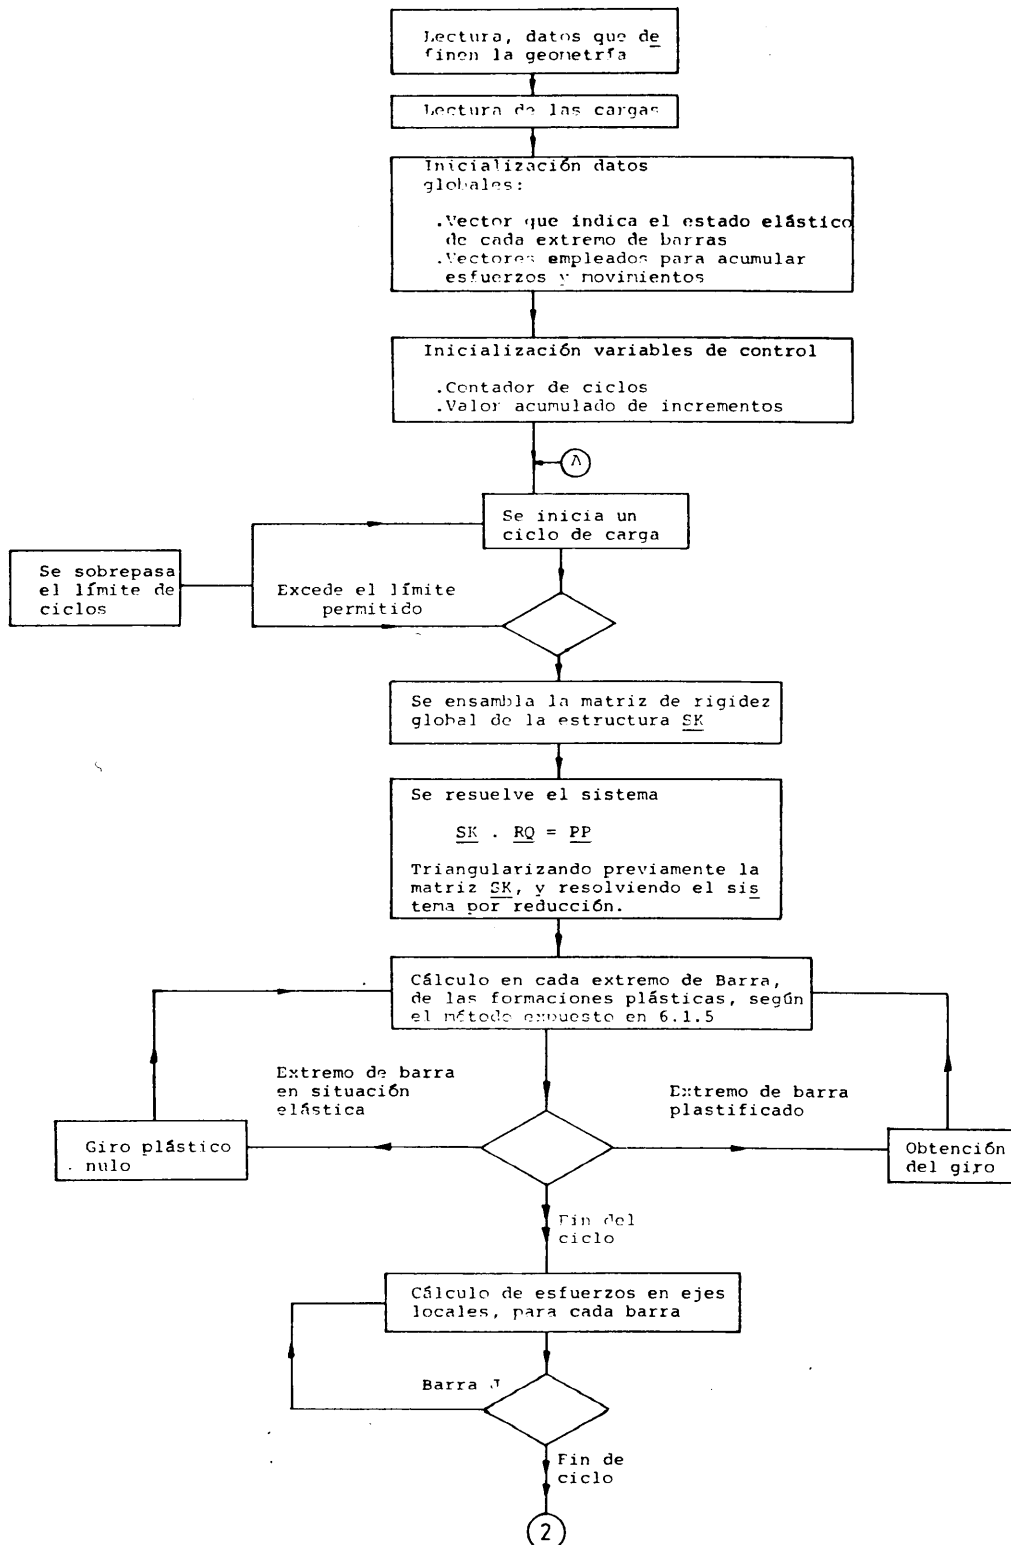 Lectura, datos que de
finen la geometría
Lectura de las cargas
Inicialización datos
globales:
.Vector que indica el estado elástico
de cada extremo de barras
.Vectores empleados para acumular
esfuerzos y movimientos
Inicialización variables de control
.Contador de ciclos
.Valor acumulado de incrementos
A
Se inicia un
ciclo de carga
Se sobrepasa
el límite de
ciclos
Excede el límite
permitido
Se ensambla la matriz de rigidez
global de la estructura SK
Se resuelve el sistema
SK . RQ = PP
Triangularizando previamente la
matriz SK, y resolviendo el sis
tema por reducción.
Cálculo en cada extremo de Barra,
de las formaciones plásticas, según
el método expuesto en 6.1.5
Extremo de barra
en situación
elástica
Extremo de barra
plastificado
Giro plástico
nulo
Obtención
del giro
Fin del
ciclo
Cálculo de esfuerzos en ejes
locales, para cada barra
Barra J
Fin de
ciclo
2